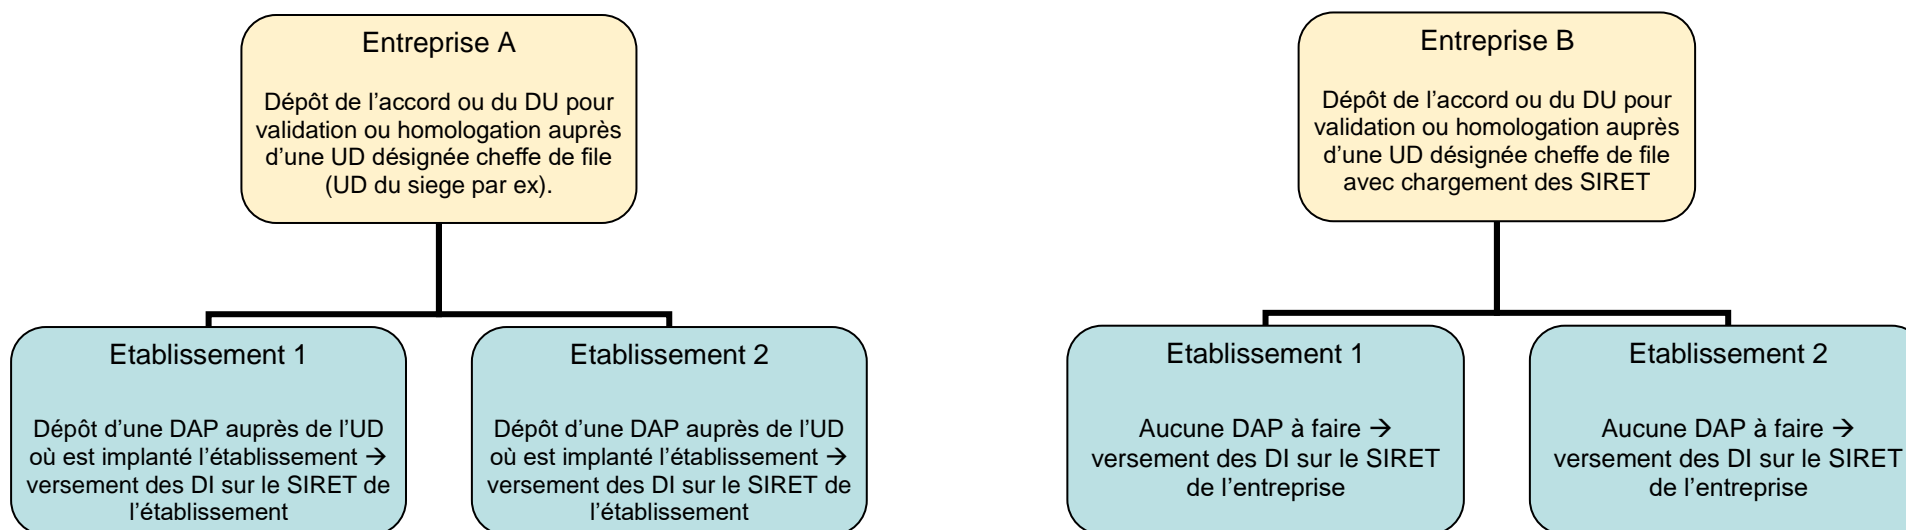 Entreprise A
Dépôt de l’accord ou du DU pour
validation ou homologation auprès
d’une UD désignée cheffe de file
(UD du siege par ex).
Entreprise B
Dépôt de l’accord ou du DU pour
validation ou homologation auprès
d’une UD désignée cheffe de file
avec chargement des SIRET
Etablissement 1
Dépôt d’une DAP auprès de l’UD
où est implanté l’établissement →
versement des DI sur le SIRET de
l’établissement
Etablissement 2
Dépôt d’une DAP auprès de l’UD
où est implanté l’établissement →
versement des DI sur le SIRET de
l’établissement
Etablissement 1
Aucune DAP à faire →
versement des DI sur le SIRET
de l’entreprise
Etablissement 2
Aucune DAP à faire →
versement des DI sur le SIRET
de l’entreprise